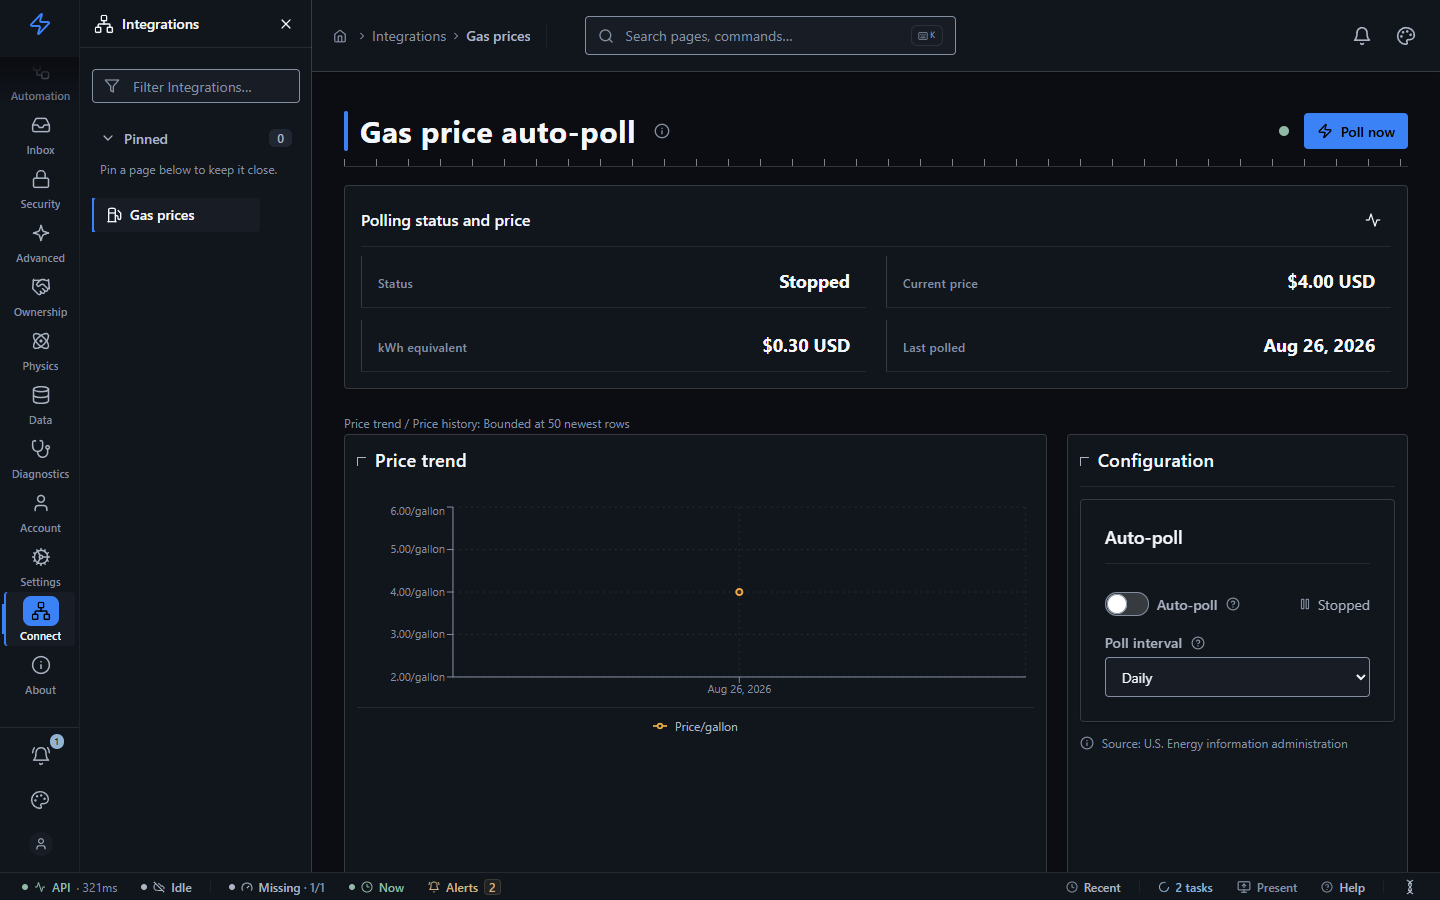 Integrations
Filter Integrations...
Pinned
0
Pin a page below to keep it close.
Gas prices
Automation
Inbox
Security
Advanced
Ownership
Physics
Data
Diagnostics
Account
Settings
Connect
About
1
Integrations
Gas prices
Search pages, commands...
K
Gas price auto-poll
Poll now
Polling status and price
Status
Stopped
Current price
$4.00 USD
kWh equivalent
$0.30 USD
Last polled
Aug 26, 2026
Price trend / Price history: Bounded at 50 newest rows
Price trend
6.00/gallon
5.00/gallon
4.00/gallon
3.00/gallon
2.00/gallon
Aug 26, 2026
Price/gallon
Configuration
Auto-poll
Auto-poll
Stopped
Poll interval
Daily
Source: U.S. Energy information administration
API · 321ms
Idle
Missing · 1/1
Now
Alerts 2
Recent
2 tasks
Present
Help